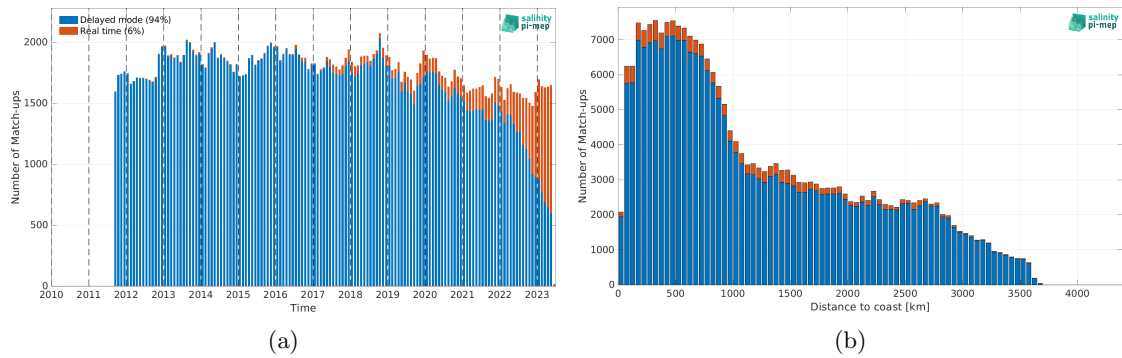 Delayed mode (94%)
Real time (6%)
salinity
pi-mep
Number of Match-ups
2000
1500
1000
500
0
2010 2011 2012 2013 2014 2015 2016 2017 2018 2019 2020 2021 2022 2023
Time
(a)
salinity
pi-mep
Number of Match-ups
7000
6000
5000
4000
3000
2000
1000
0
0 500 1000 1500 2000 2500 3000 3500 4000
Distance to coast [km]
(b)